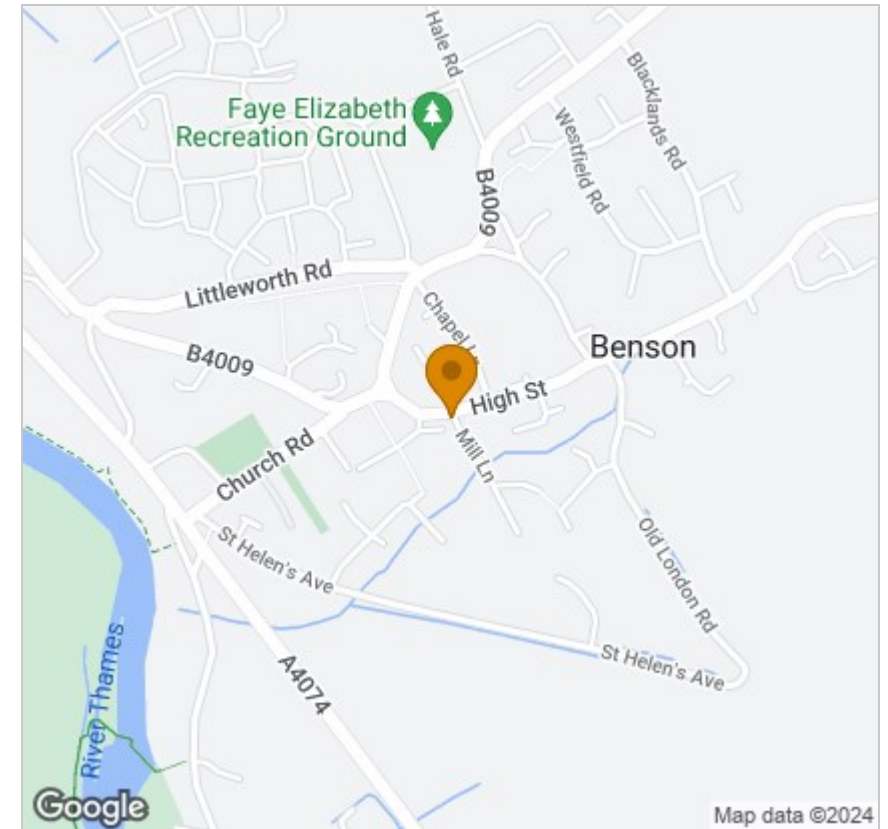 Hale Rd
Blacklands Rd
Faye Elizabeth
Recreation Ground
Westfield Rd
B4009
Littleworth Rd
Chapel Ln
Benson
B4009
High St
Church Rd
Mill Ln
St Helen's Ave
Old London Rd
River Thames
A4074
St Helen's Ave
Google
Map data ©2024